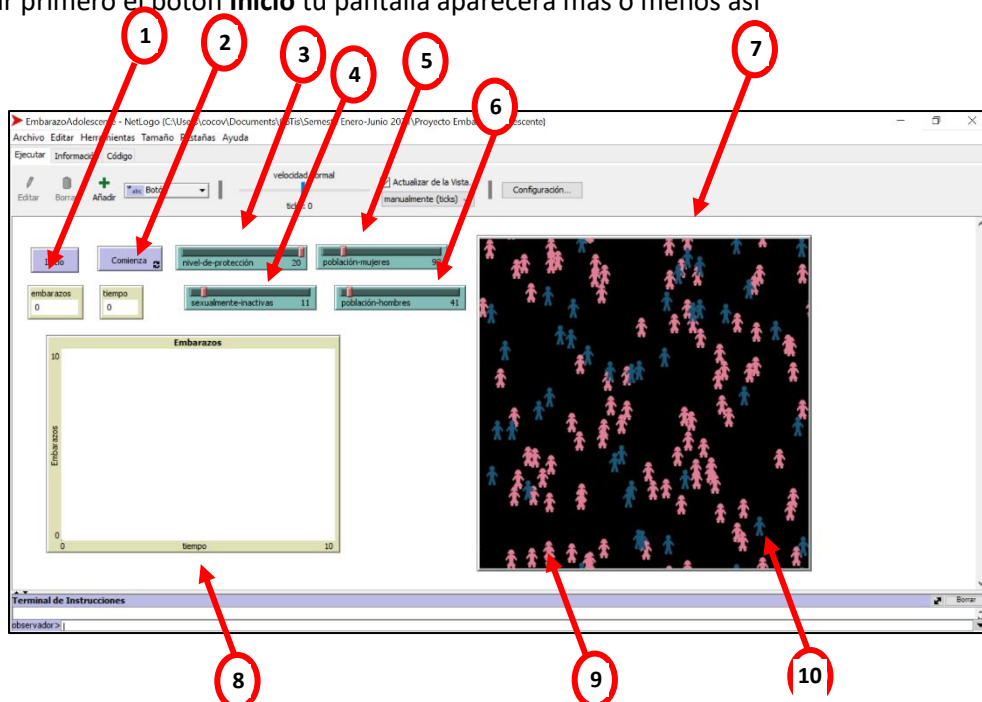 r primero el botón Inicio tu pantalla aparecerá más o menos así
1
2
3
4
5
6
7
EmbarazoAdolescente - NetLogo
Archivo Editar Herramientas Tamaño Pestañas Ayuda
Ejecutar Información Código
velocidad normal
Actualizar de la Vista.
Editar Borrar Añadir abc Botón
manualmente (ticks)
Configuración...
ticks: 0
Inicio
Comienza
nivel-de-protección 20
población-mujeres
embarazos
0
tiempo
0
sexualmente-inactivas 11
población-hombres 41
Embarazos
10
Embarazos
0
0
tiempo
10
Terminal de Instrucciones
Borrar
observador>
8
9
10